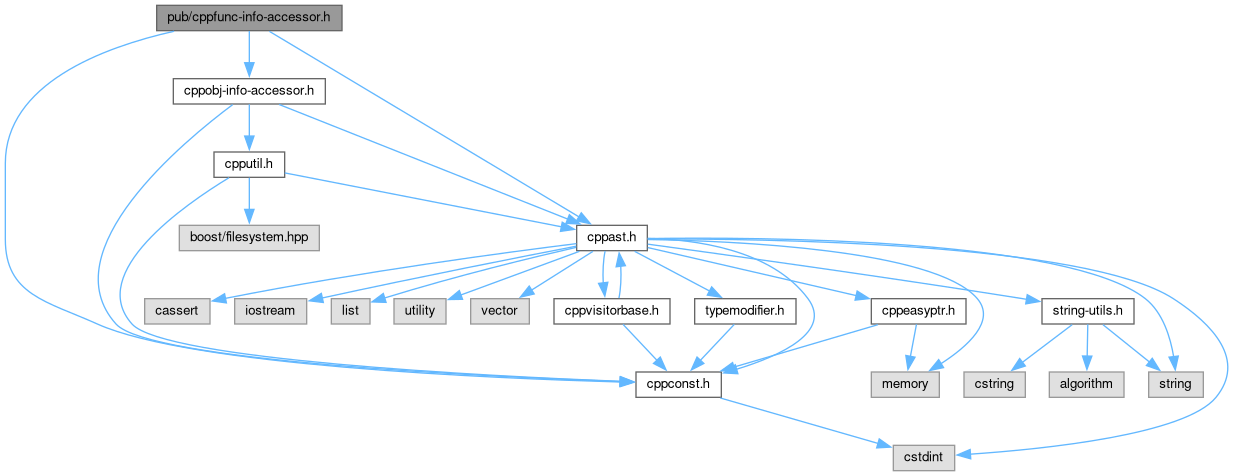 pub/cppfunc-info-accessor.h
cppobj-info-accessor.h
cpputil.h
boost/filesystem.hpp
cppast.h
cassert
iostream
list
utility
vector
cppvisitorbase.h
typemodifier.h
cppeasyptr.h
string-utils.h
cppconst.h
memory
cstring
algorithm
string
cstdint